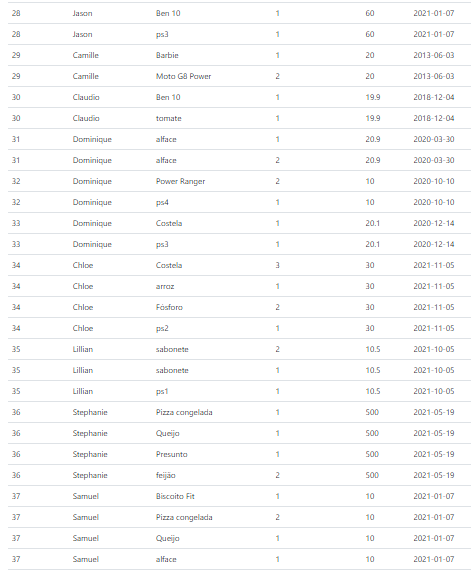 28 Jason Ben 10 1 60 2021-01-07
28 Jason ps3 1 60 2021-01-07
29 Camille Barbie 1 20 2013-06-03
29 Camille Moto G8 Power 2 20 2013-06-03
30 Claudio Ben 10 1 19.9 2018-12-04
30 Claudio tomate 1 19.9 2018-12-04
31 Dominique alface 1 20.9 2020-03-30
31 Dominique alface 2 20.9 2020-03-30
32 Dominique Power Ranger 2 10 2020-10-10
32 Dominique ps4 1 10 2020-10-10
33 Dominique Costela 1 20.1 2020-12-14
33 Dominique ps3 1 20.1 2020-12-14
34 Chloe Costela 3 30 2021-11-05
34 Chloe arroz 1 30 2021-11-05
34 Chloe Fósforo 2 30 2021-11-05
34 Chloe ps2 1 30 2021-11-05
35 Lillian sabonete 2 10.5 2021-10-05
35 Lillian sabonete 1 10.5 2021-10-05
35 Lillian ps1 1 10.5 2021-10-05
36 Stephanie Pizza congelada 1 500 2021-05-19
36 Stephanie Queijo 1 500 2021-05-19
36 Stephanie Presunto 1 500 2021-05-19
36 Stephanie feijão 2 500 2021-05-19
37 Samuel Biscoito Fit 1 10 2021-01-07
37 Samuel Pizza congelada 2 10 2021-01-07
37 Samuel Queijo 1 10 2021-01-07
37 Samuel alface 1 10 2021-01-07